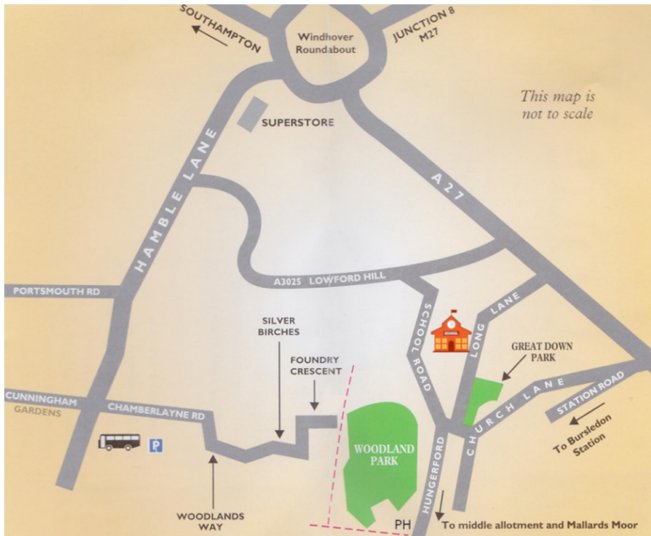 SOUTHAMPTON
Windhover
Roundabout
JUNCTION 8
M27
This map is
not to scale
SUPERSTORE
HAMBLE LANE
A27
A3025 LOWFORD HILL
PORTSMOUTH RD
SILVER
BIRCHES
FOUNDRY
CRESCENT
SCHOOL ROAD
LONG LANE
GREAT DOWN
PARK
CHURCH LANE
STATION ROAD
To Bursledon
Station
CUNNINGHAM
GARDENS
CHAMBERLAYNE RD
P
WOODLAND
PARK
HUNGERFORD
WOODLANDS
WAY
PH
To middle allotment and Mallards Moor